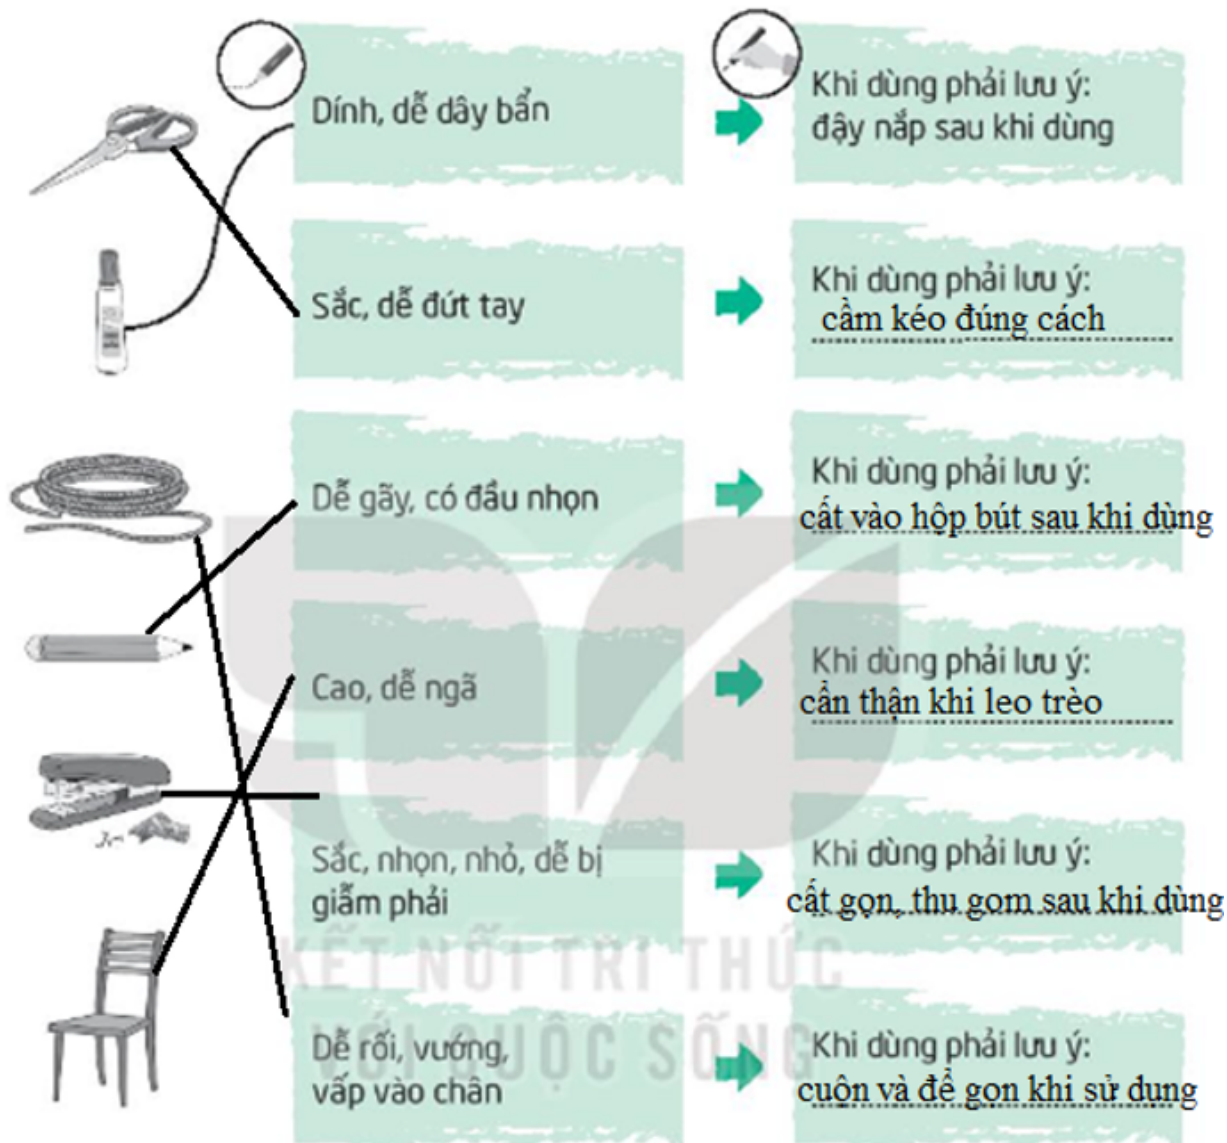 Dính, dễ dây bẩn
Khi dùng phải lưu ý:
đậy nắp sau khi dùng
Sắc, dễ đứt tay
Khi dùng phải lưu ý:
cầm kéo đúng cách
Dễ gãy, có đầu nhọn
Khi dùng phải lưu ý:
cất vào hộp bút sau khi dùng
Cao, dễ ngã
Khi dùng phải lưu ý:
cẩn thận khi leo trèo
Sắc, nhọn, nhỏ, dễ bị
giẫm phải
Khi dùng phải lưu ý:
cất gọn, thu gom sau khi dùng
KẾT NỐI TRI THỨC
VỚI CUỘC SỐNG
Dễ rối, vướng,
vấp vào chân
Khi dùng phải lưu ý:
cuộn và để gọn khi sử dụng